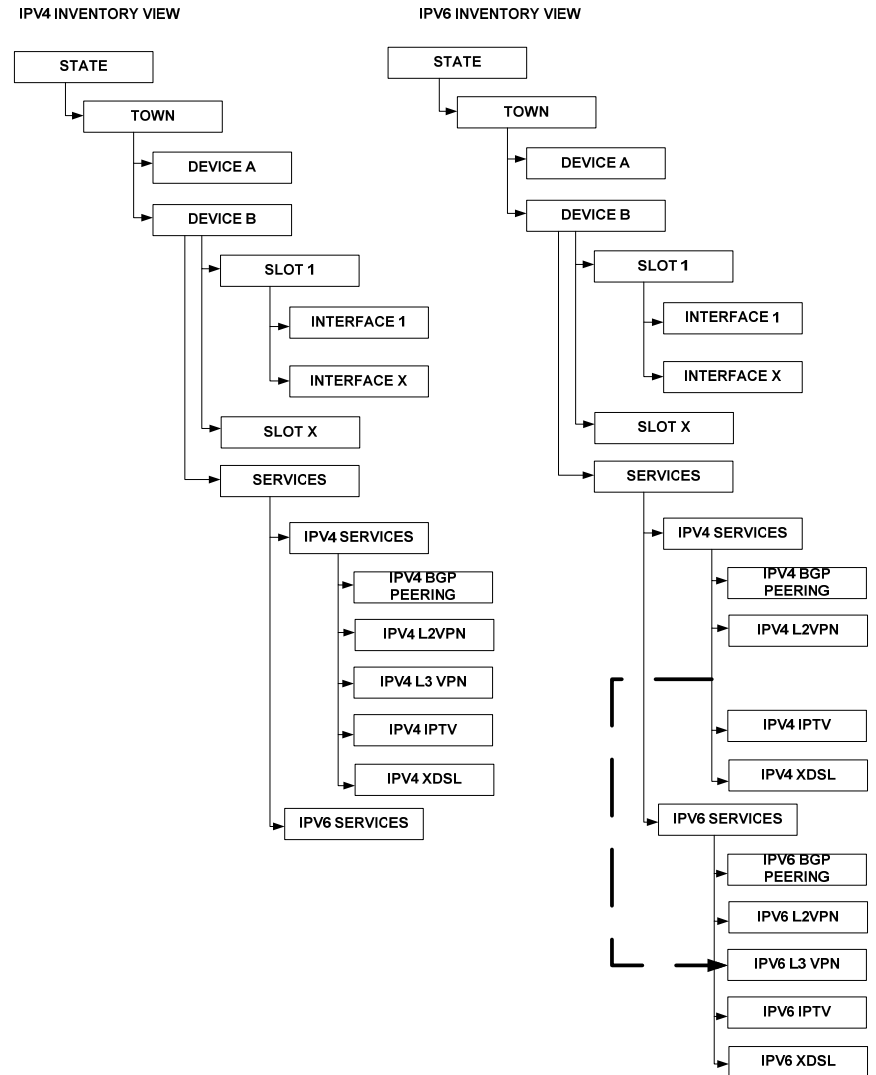 IPV4 INVENTORY VIEW
STATE
TOWN
DEVICE A
DEVICE B
SLOT 1
INTERFACE 1
INTERFACE X
SLOT X
SERVICES
IPV4 SERVICES
IPV4 BGP
PEERING
IPV4 L2VPN
IPV4 L3 VPN
IPV4 IPTV
IPV4 XDSL
IPV6 SERVICES
IPV6 INVENTORY VIEW
STATE
TOWN
DEVICE A
DEVICE B
SLOT 1
INTERFACE 1
INTERFACE X
SLOT X
SERVICES
IPV4 SERVICES
IPV4 BGP
PEERING
IPV4 L2VPN
IPV4 IPTV
IPV4 XDSL
IPV6 SERVICES
IPV6 BGP
PEERING
IPV6 L2VPN
IPV6 L3 VPN
IPV6 IPTV
IPV6 XDSL